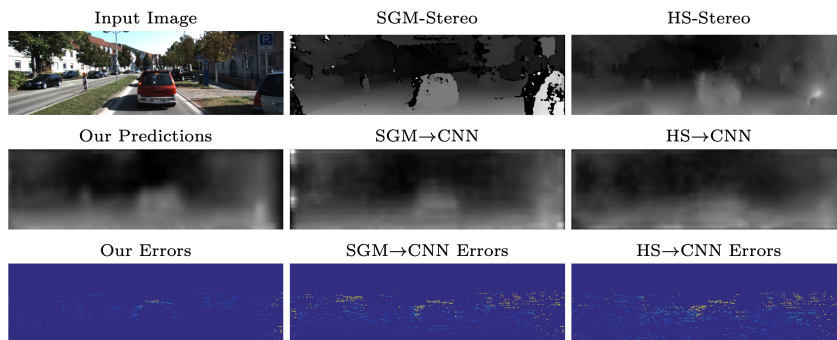 Input Image
SGM-Stereo
HS-Stereo
Our Predictions
SGM→CNN
HS→CNN
Our Errors
SGM→CNN Errors
HS→CNN Errors